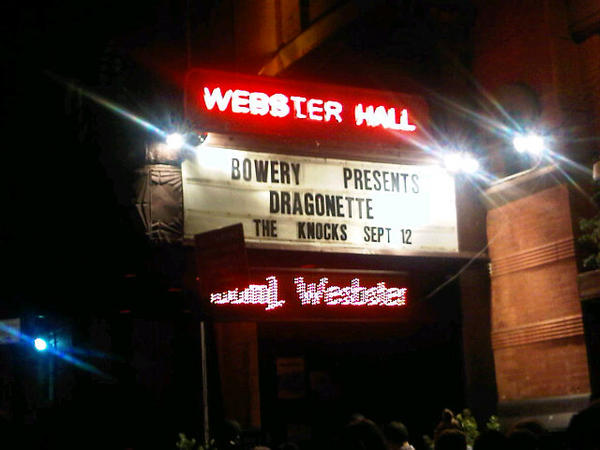 WEBSTER HALL
BOWERY PRESENTS
DRAGONETTE
THE KNOCKS SEPT 12
Webster